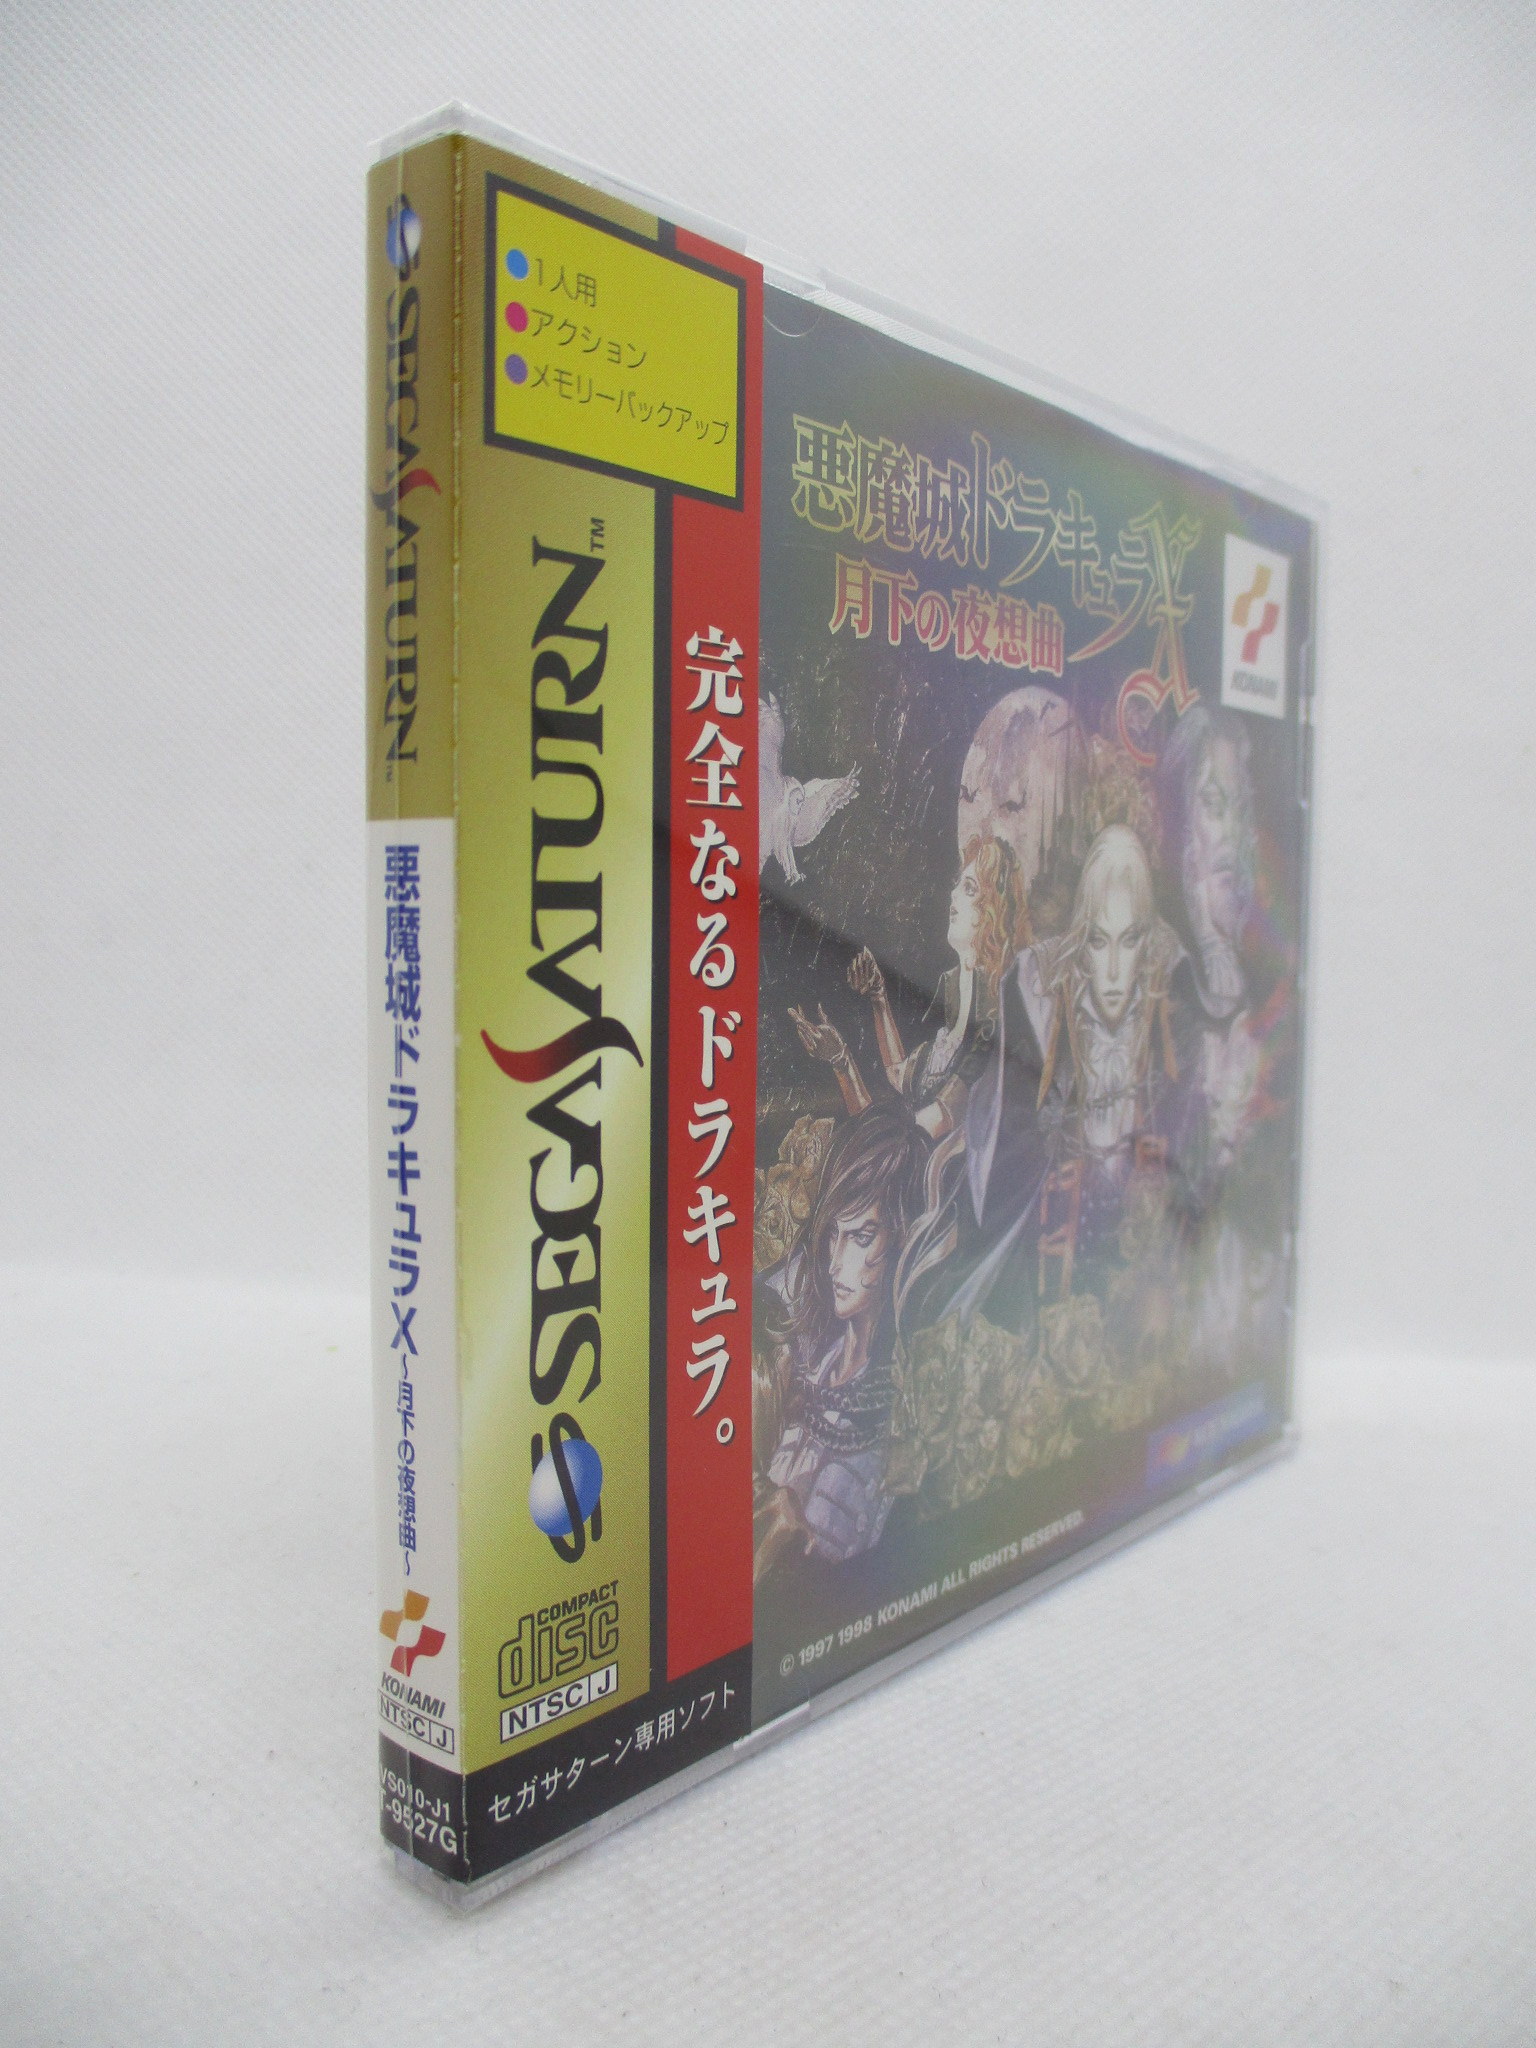 SEGA SATURN™
悪魔城ドラキュラX
～月下の夜想曲～
KONAMI
NTSC J
VS010-J1
T-9527G
●1人用
●アクション
●メモリーバックアップ
SEGA SATURN™
COMPACT
disc
NTSC J
セガサターン専用ソフト
完全なるドラキュラ。
悪魔城ドラキュラX
月下の夜想曲
KONAMI
© 1997 1998 KONAMI ALL RIGHTS RESERVED.